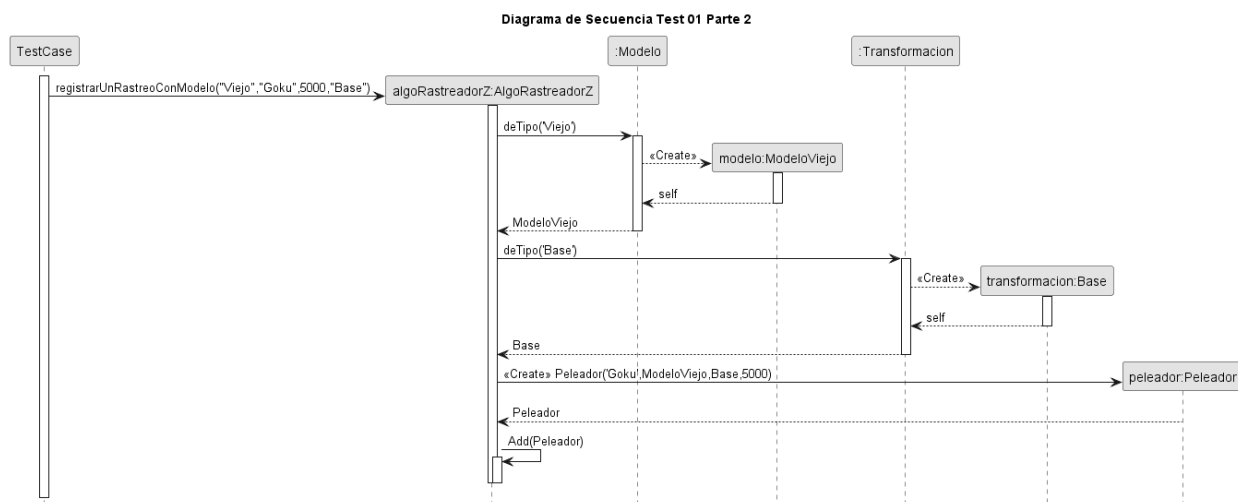 Diagrama de Secuencia Test 01 Parte 2
TestCase
:Modelo
:Transformacion
registrarUnRastreoConModelo("Viejo","Goku",5000,"Base")
algoRastreadorZ:AlgoRastreadorZ
deTipo('Viejo')
«Create»
modelo:ModeloViejo
self
ModeloViejo
deTipo('Base')
«Create»
transformacion:Base
self
Base
«Create» Peleador('Goku',ModeloViejo,Base,5000)
peleador:Peleador
Peleador
Add(Peleador)